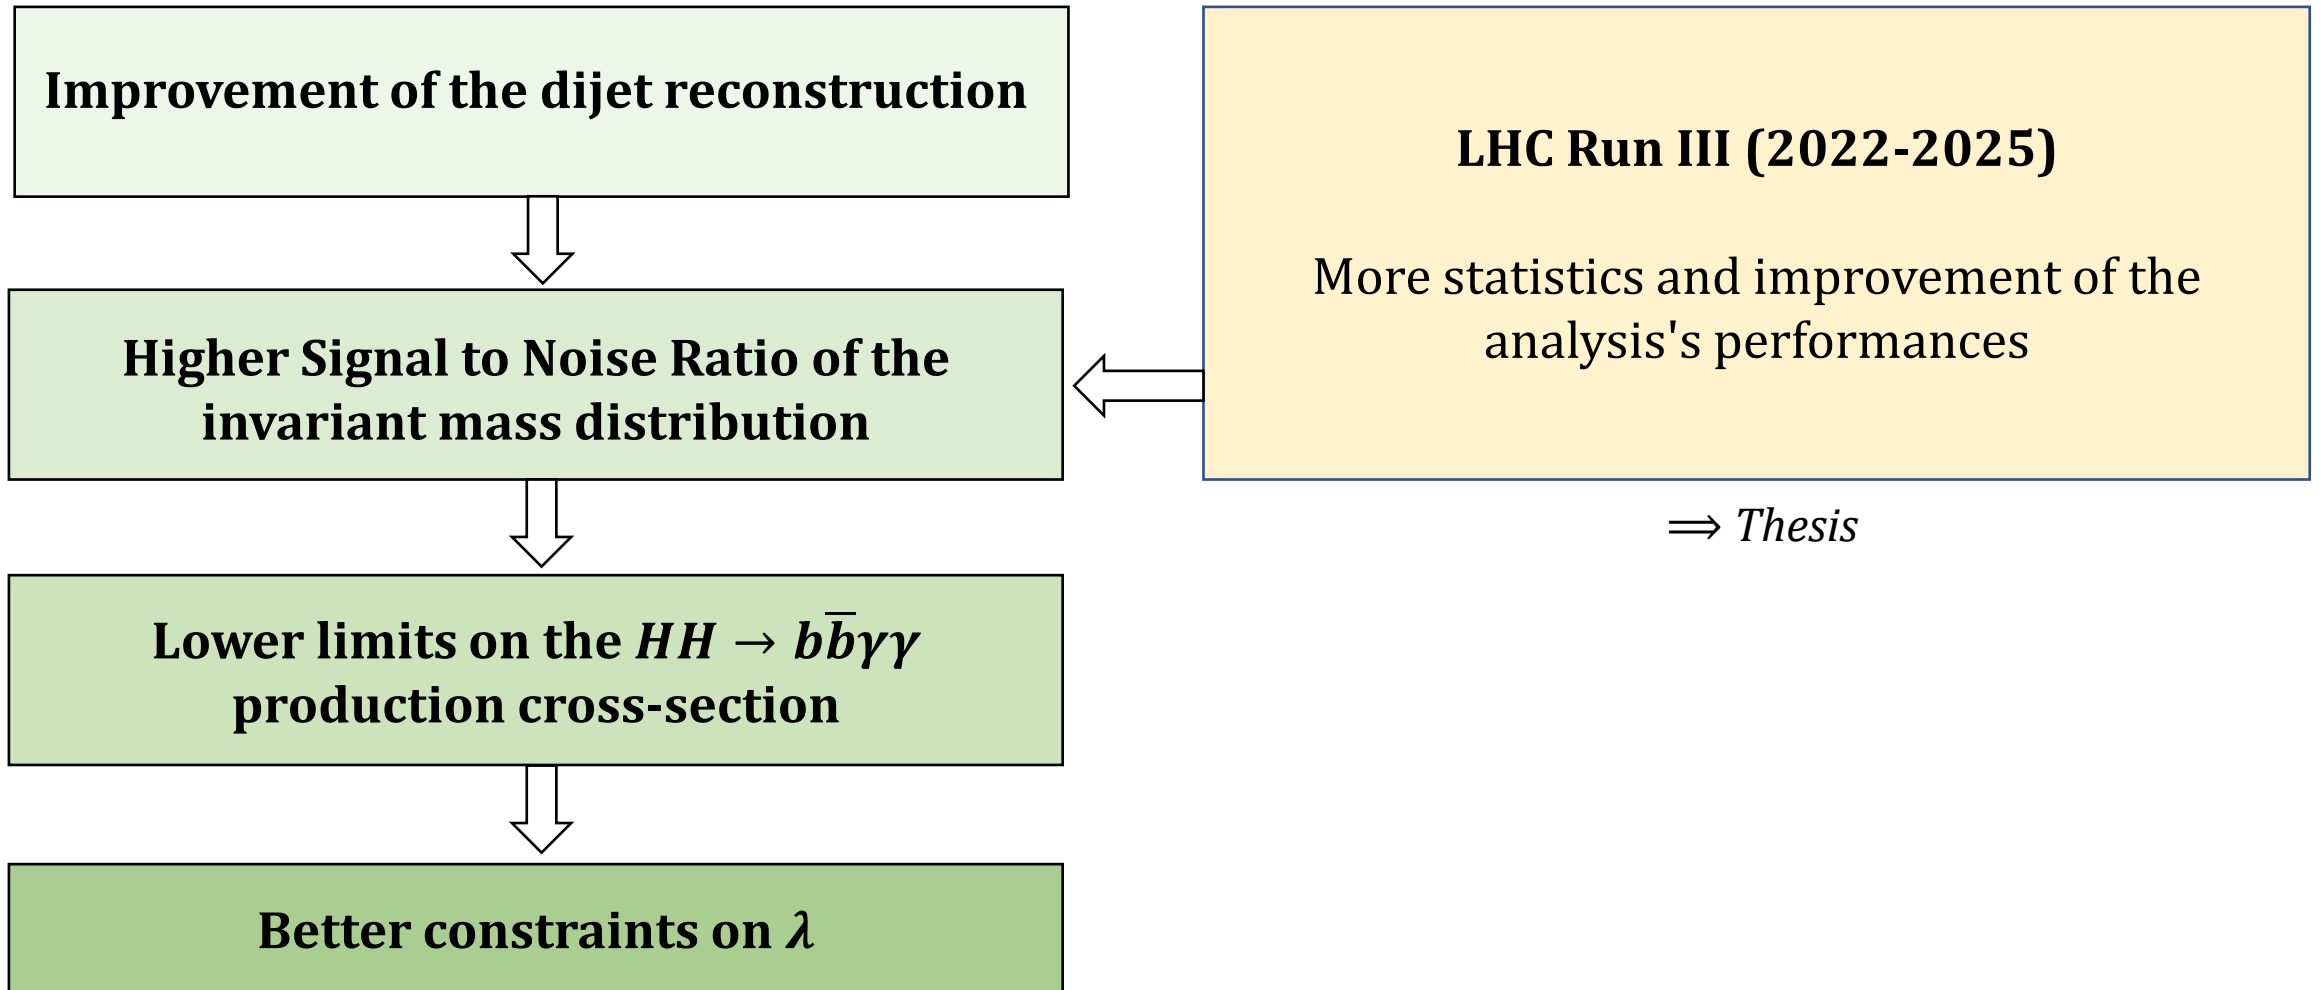 Improvement of the dijet reconstruction
LHC Run III (2022-2025)
More statistics and improvement of the
analysis's performances
Higher Signal to Noise Ratio of the
invariant mass distribution
⟹ Thesis
Lower limits on the HH → bb̅γγ
production cross-section
Better constraints on λ